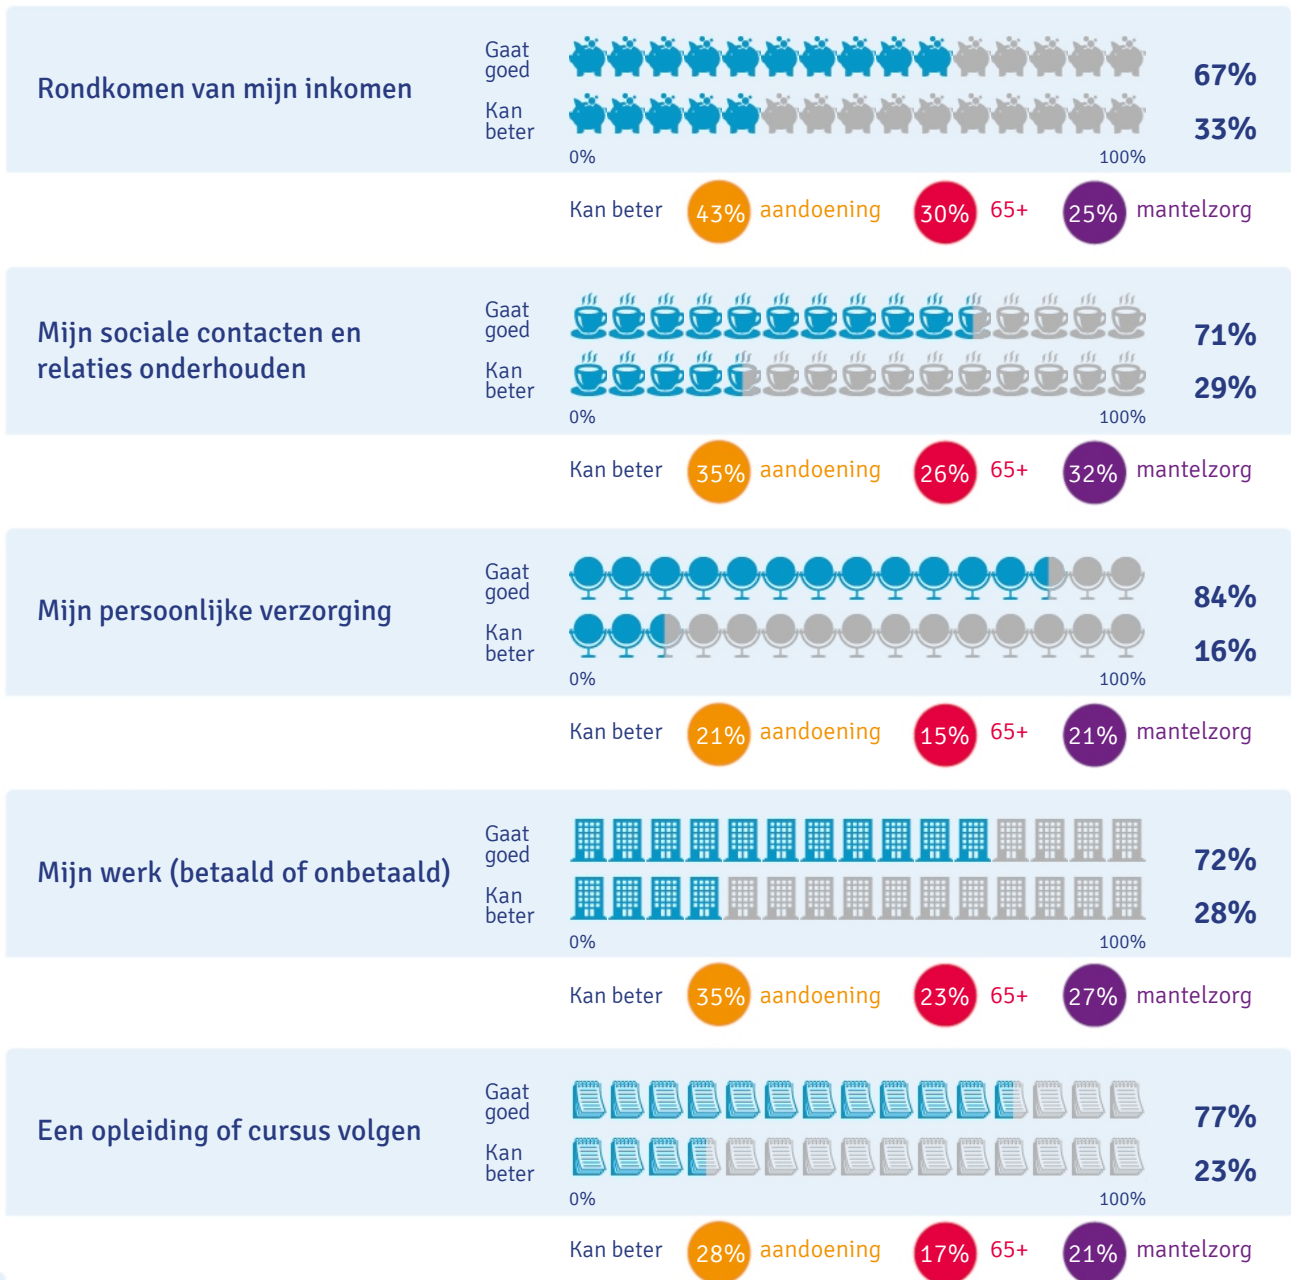 Rondkomen van mijn inkomen
Gaat
goed
67%
Kan
beter
33%
0% 100%
Kan beter 43% aandoening 30% 65+ 25% mantelzorg
Mijn sociale contacten en
relaties onderhouden
Gaat
goed
71%
Kan
beter
29%
0% 100%
Kan beter 35% aandoening 26% 65+ 32% mantelzorg
Mijn persoonlijke verzorging
Gaat
goed
84%
Kan
beter
16%
0% 100%
Kan beter 21% aandoening 15% 65+ 21% mantelzorg
Mijn werk (betaald of onbetaald)
Gaat
goed
72%
Kan
beter
28%
0% 100%
Kan beter 35% aandoening 23% 65+ 27% mantelzorg
Een opleiding of cursus volgen
Gaat
goed
77%
Kan
beter
23%
0% 100%
Kan beter 28% aandoening 17% 65+ 21% mantelzorg